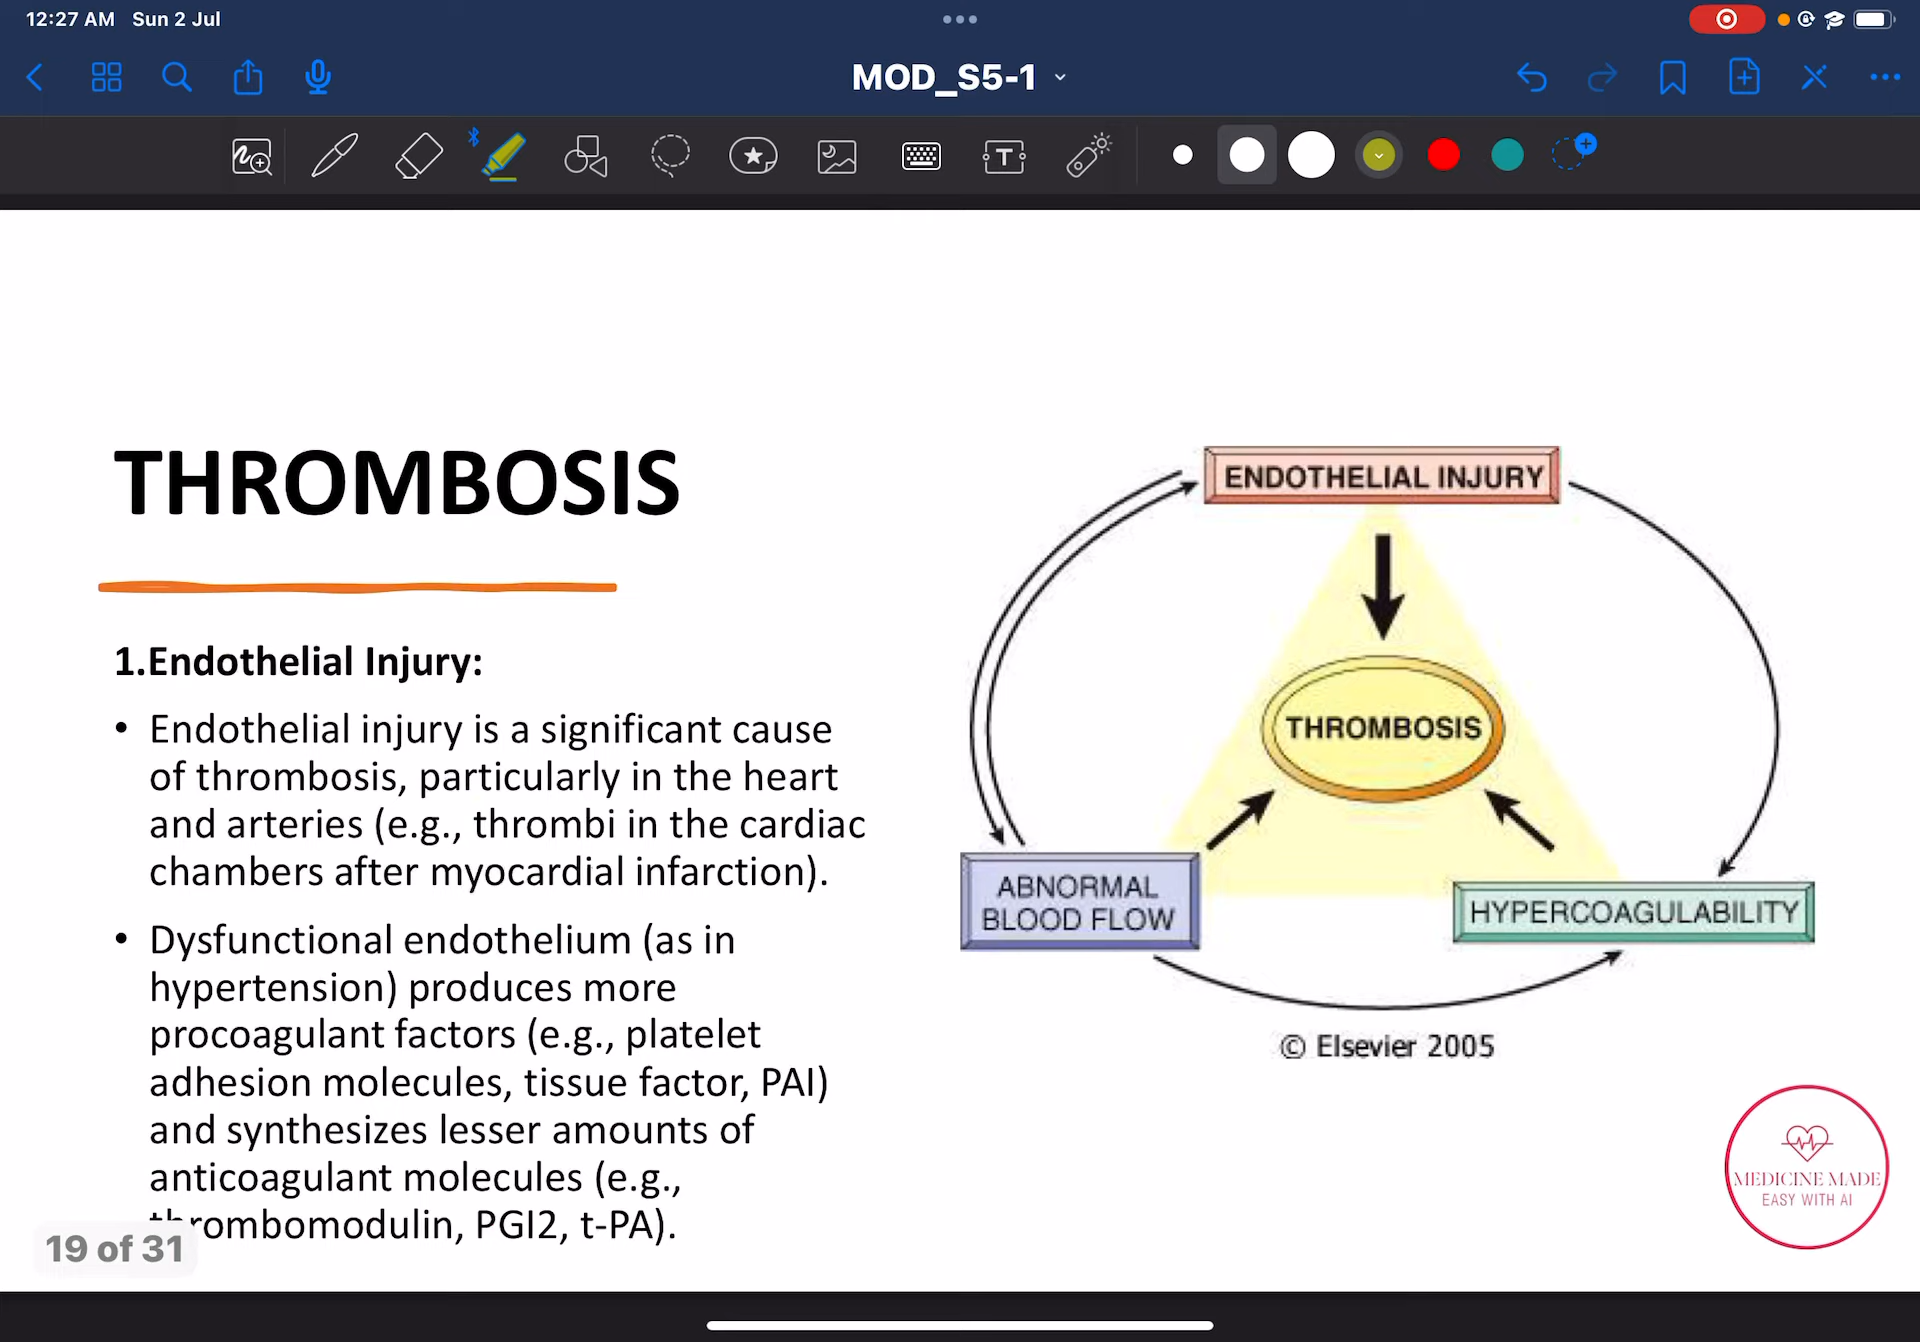 12:27 AM Sun 2 Jul
MOD_S5-1
THROMBOSIS
1.Endothelial Injury:
• Endothelial injury is a significant cause
of thrombosis, particularly in the heart
and arteries (e.g., thrombi in the cardiac
chambers after myocardial infarction).
• Dysfunctional endothelium (as in
hypertension) produces more
procoagulant factors (e.g., platelet
adhesion molecules, tissue factor, PAI)
and synthesizes lesser amounts of
anticoagulant molecules (e.g.,
thrombomodulin, PGI2, t-PA).
19 of 31
ENDOTHELIAL INJURY
THROMBOSIS
ABNORMAL
BLOOD FLOW
HYPERCOAGULABILITY
© Elsevier 2005
MEDICINE MADE
EASY WITH AI